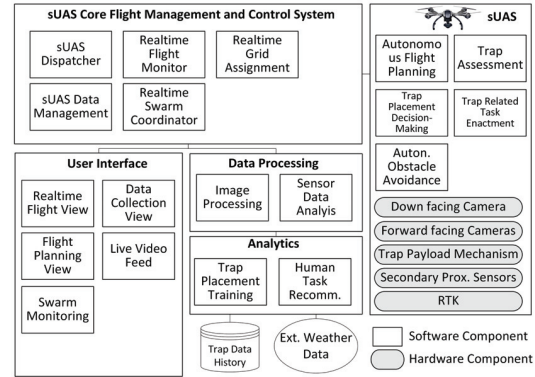 sUAS Core Flight Management and Control System
sUAS
Dispatcher
Realtime
Flight
Monitor
Realtime
Grid
Assignment
sUAS Data
Management
Realtime
Swarm
Coordinator
sUAS
Autonomo
us Flight
Planning
Trap
Assessment
Trap
Placement
Decision-
Making
Trap Related
Task
Enactment
Auton.
Obstacle
Avoidance
Down facing Camera
Forward facing Cameras
Trap Payload Mechanism
Secondary Prox. Sensors
RTK
User Interface
Realtime
Flight View
Data
Collection
View
Flight
Planning
View
Live Video
Feed
Swarm
Monitoring
Data Processing
Image
Processing
Sensor
Data
Analyis
Analytics
Trap
Placement
Training
Human
Task
Recomm.
Trap Data
History
Ext. Weather
Data
Software Component
Hardware Component